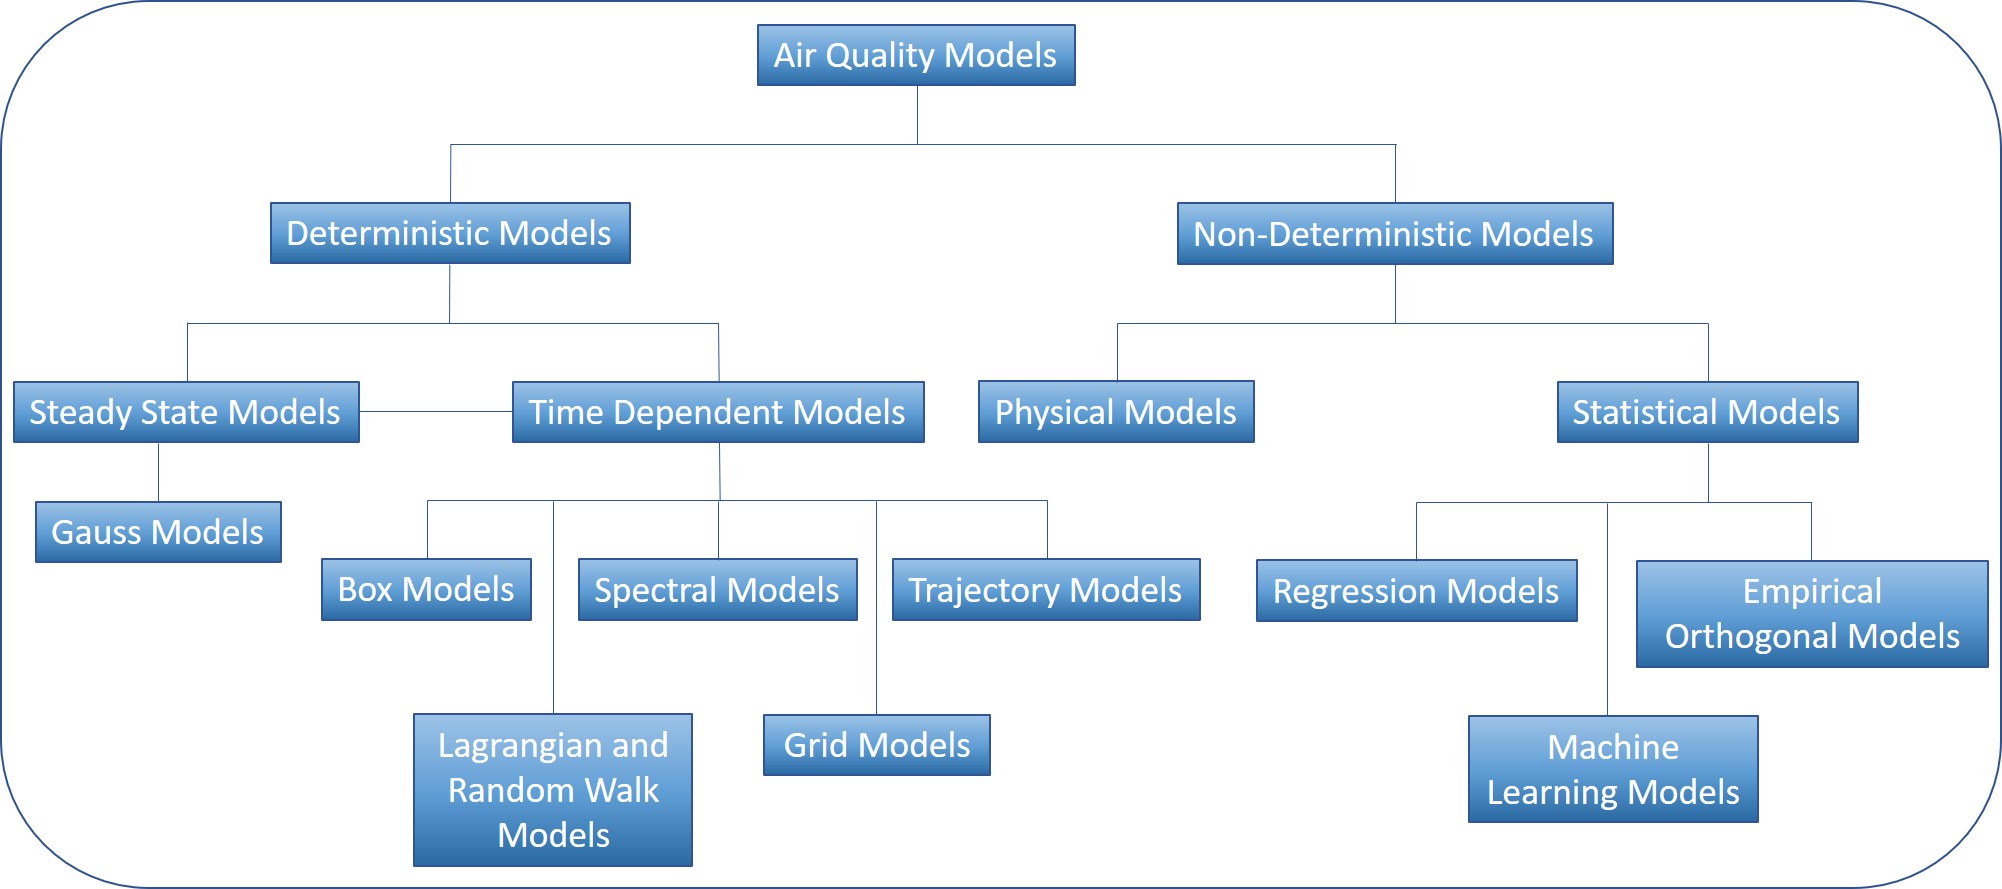 Air Quality Models
Deterministic Models
Non-Deterministic Models
Steady State Models
Time Dependent Models
Physical Models
Statistical Models
Gauss Models
Box Models
Spectral Models
Trajectory Models
Regression Models
Empirical
Orthogonal Models
Lagrangian and
Random Walk
Models
Grid Models
Machine
Learning Models